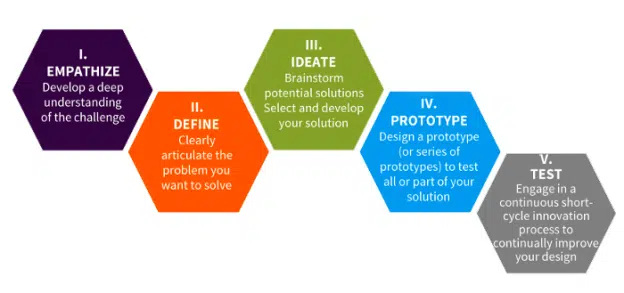 I.
EMPATHIZE
Develop a deep
understanding
of the challenge
II.
DEFINE
Clearly
articulate the
problem you
want to solve
III.
IDEATE
Brainstorm
potential solutions
Select and develop
your solution
IV.
PROTOTYPE
Design a prototype
(or series of
prototypes) to test
all or part of your
solution
V.
TEST
Engage in a
continuous short-
cycle innovation
process to
continually improve
your design